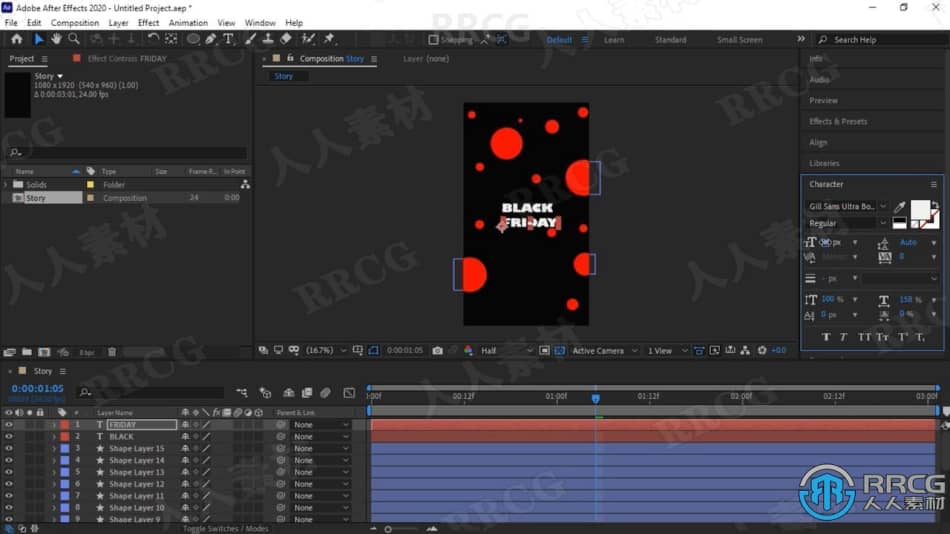 Adobe After Effects 2020 - Untitled Project.aep *
File Edit Composition Layer Effect Animation View Window Help
Snapping Default Learn Standard Small Screen Search Help
Project Effect Controls FRIDAY
Composition Story Layer (none)
Story
Story
1080 x 1920 (540 x 960) (1.00)
Δ 0:00:03:01, 24.00 fps
Name Type Size Frame R... In Point
Solids Folder
Story Composition 24 0:00
8 bpc
BLACK
FRIDAY
(16.7%) 0:00:01:05 Half Active Camera 1 View +0.0
Info
Audio
Preview
Effects & Presets
Align
Libraries
Character
Gill Sans Ultra Bo...
Regular
px Auto
Metrics 0
- px
100 % 158 %
0 px 0 %
T T TT Tт T¹ T₁
Story
0:00:01:05
# Layer Name Parent & Link
:00f 00:12f 01:00f 01:12f 02:00f 02:12f 03:00f
1 T FRIDAY None
2 T BLACK None
3 Shape Layer 15 None
4 Shape Layer 14 None
5 Shape Layer 13 None
6 Shape Layer 12 None
7 Shape Layer 11 None
8 Shape Layer 10 None
9 Shape Layer 9 None
Toggle Switches / Modes
RRCG
人人素材